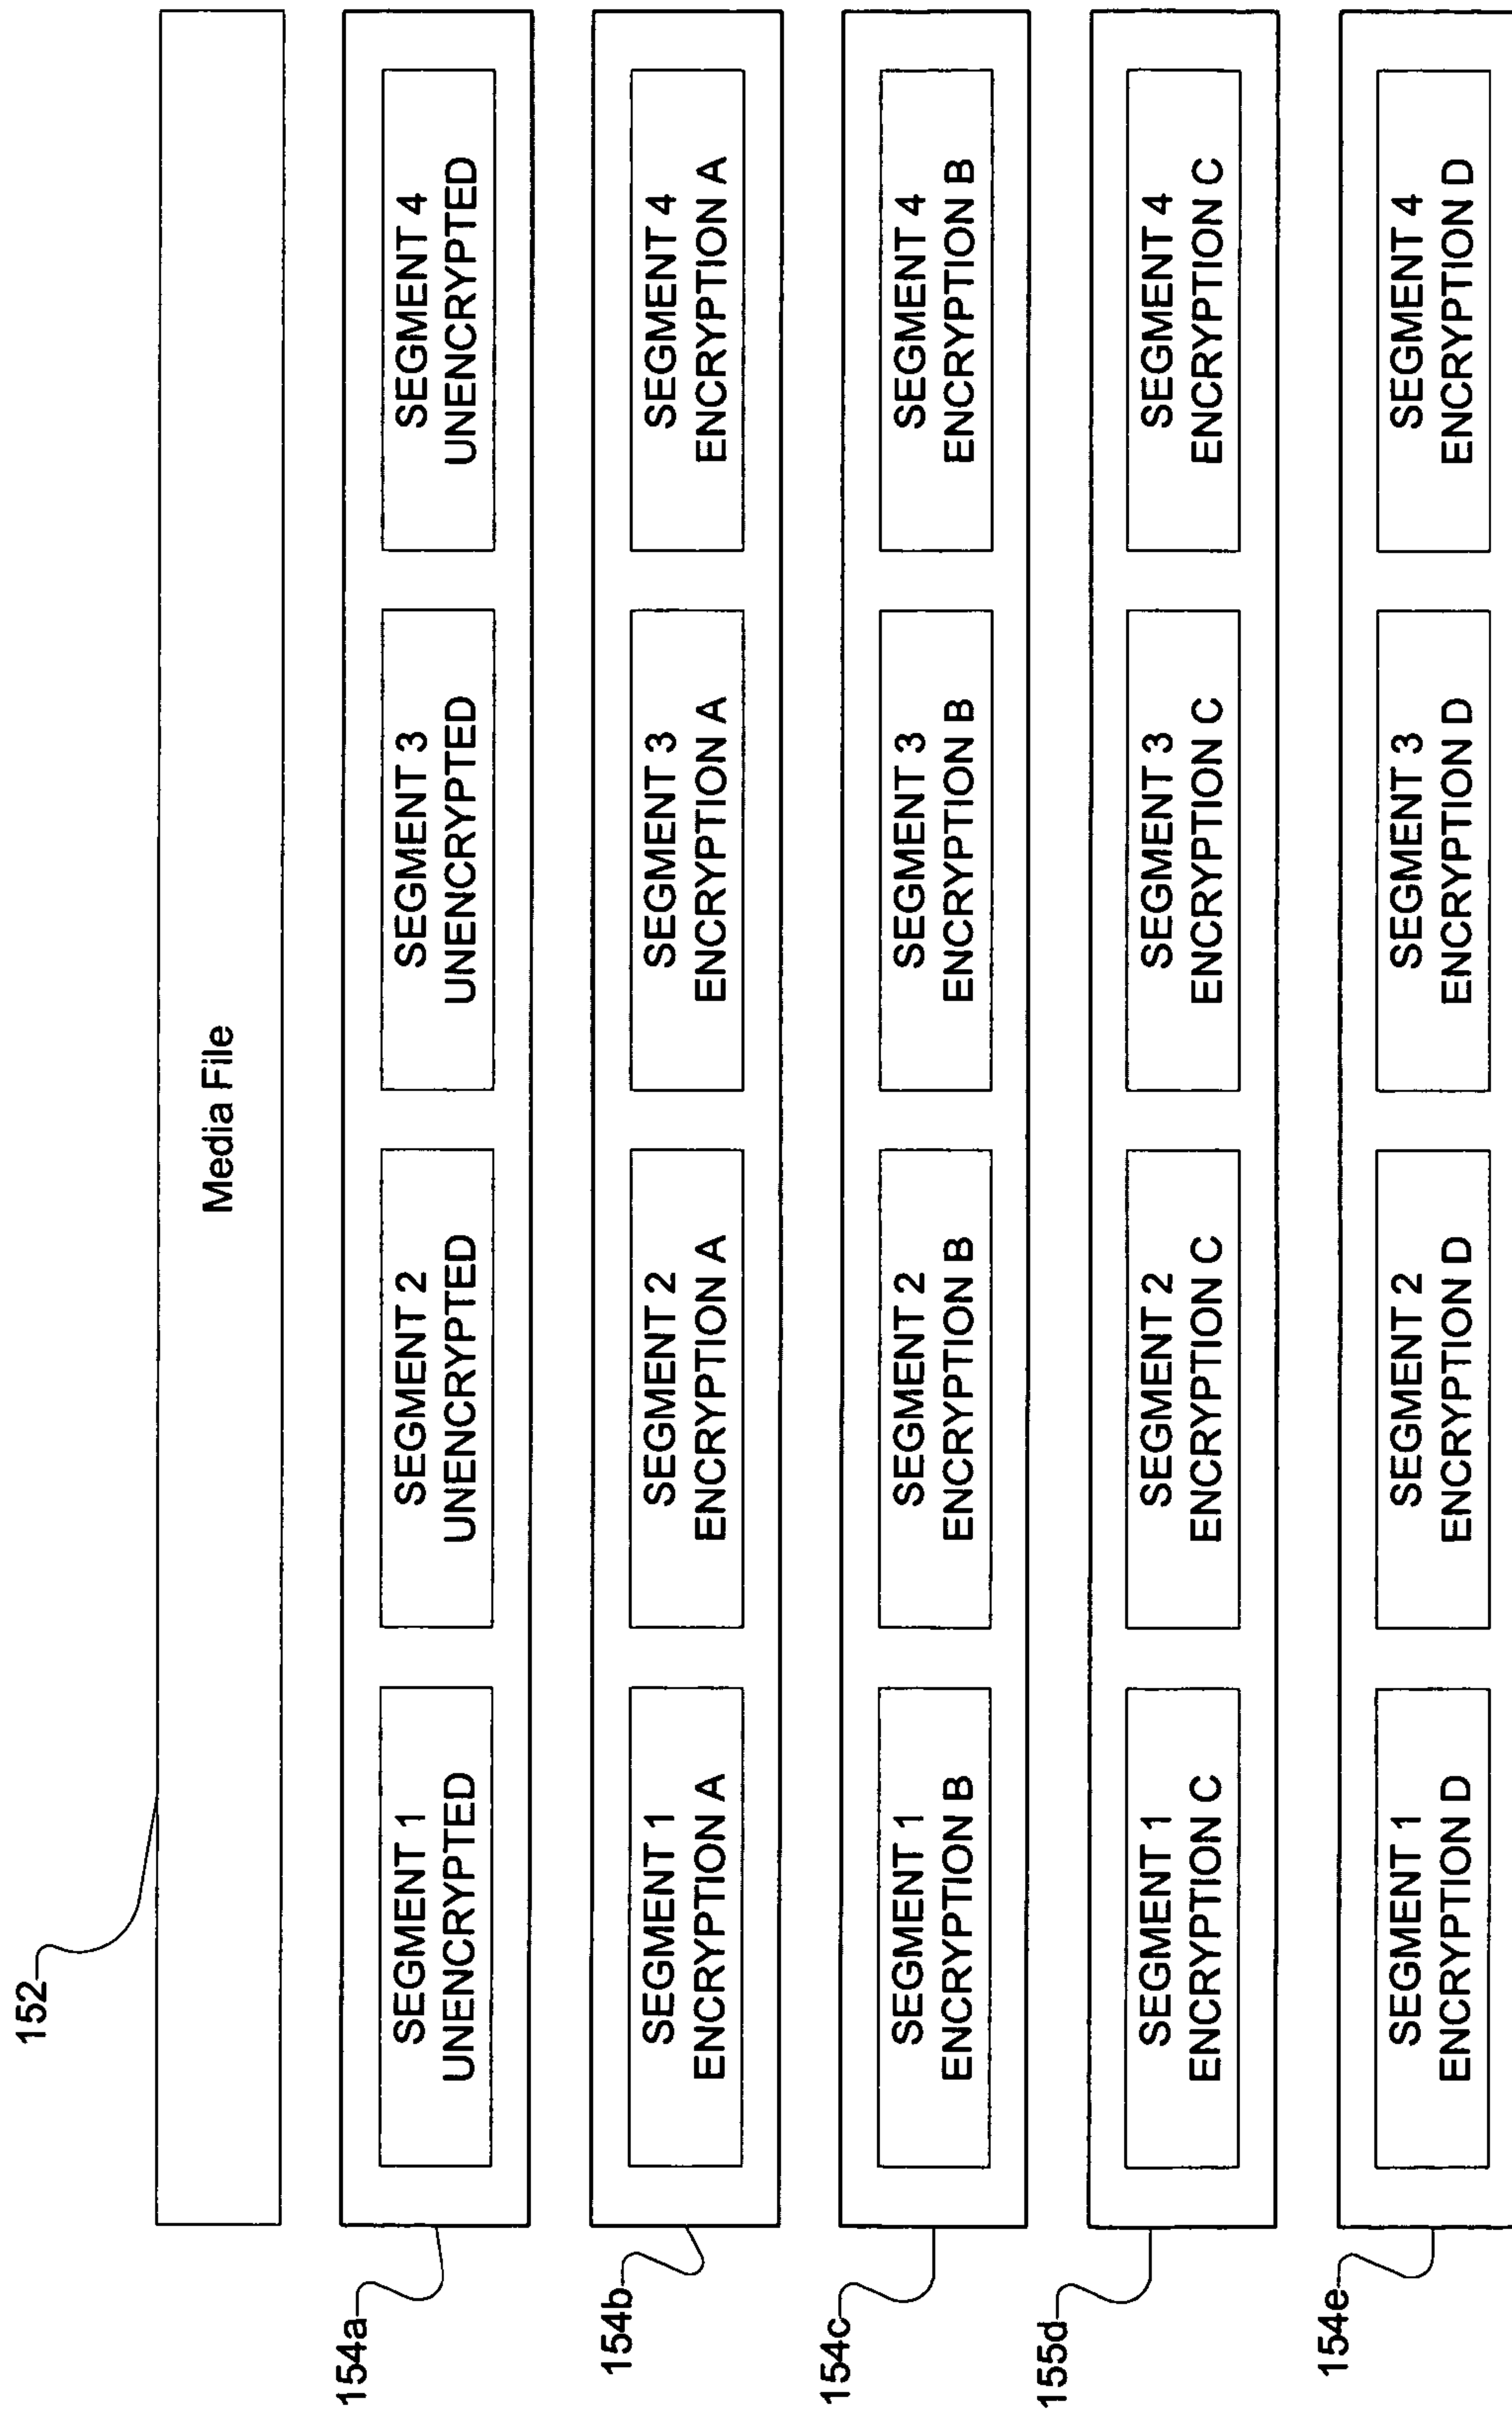 152
Media File
154a
SEGMENT 1
UNENCRYPTED
SEGMENT 2
UNENCRYPTED
SEGMENT 3
UNENCRYPTED
SEGMENT 4
UNENCRYPTED
154b
SEGMENT 1
ENCRYPTION A
SEGMENT 2
ENCRYPTION A
SEGMENT 3
ENCRYPTION A
SEGMENT 4
ENCRYPTION A
154c
SEGMENT 1
ENCRYPTION B
SEGMENT 2
ENCRYPTION B
SEGMENT 3
ENCRYPTION B
SEGMENT 4
ENCRYPTION B
155d
SEGMENT 1
ENCRYPTION C
SEGMENT 2
ENCRYPTION C
SEGMENT 3
ENCRYPTION C
SEGMENT 4
ENCRYPTION C
154e
SEGMENT 1
ENCRYPTION D
SEGMENT 2
ENCRYPTION D
SEGMENT 3
ENCRYPTION D
SEGMENT 4
ENCRYPTION D